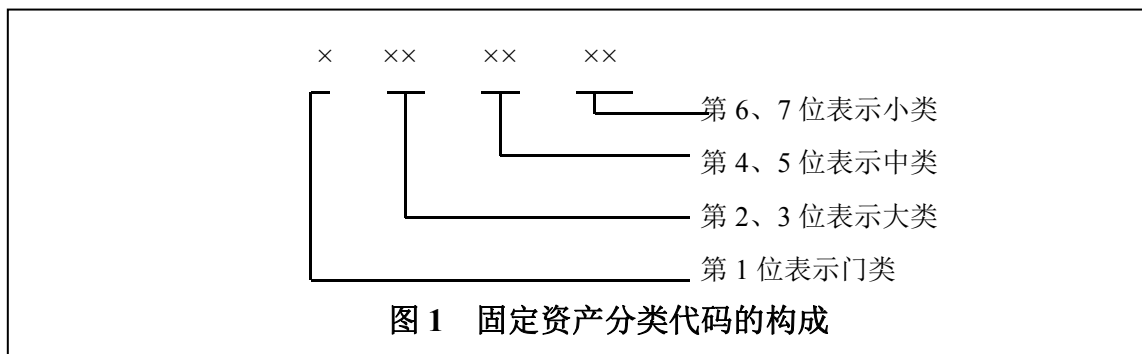 × ×× ×× ××
第 6、7 位表示小类
第 4、5 位表示中类
第 2、3 位表示大类
第 1 位表示门类
图 1 固定资产分类代码的构成